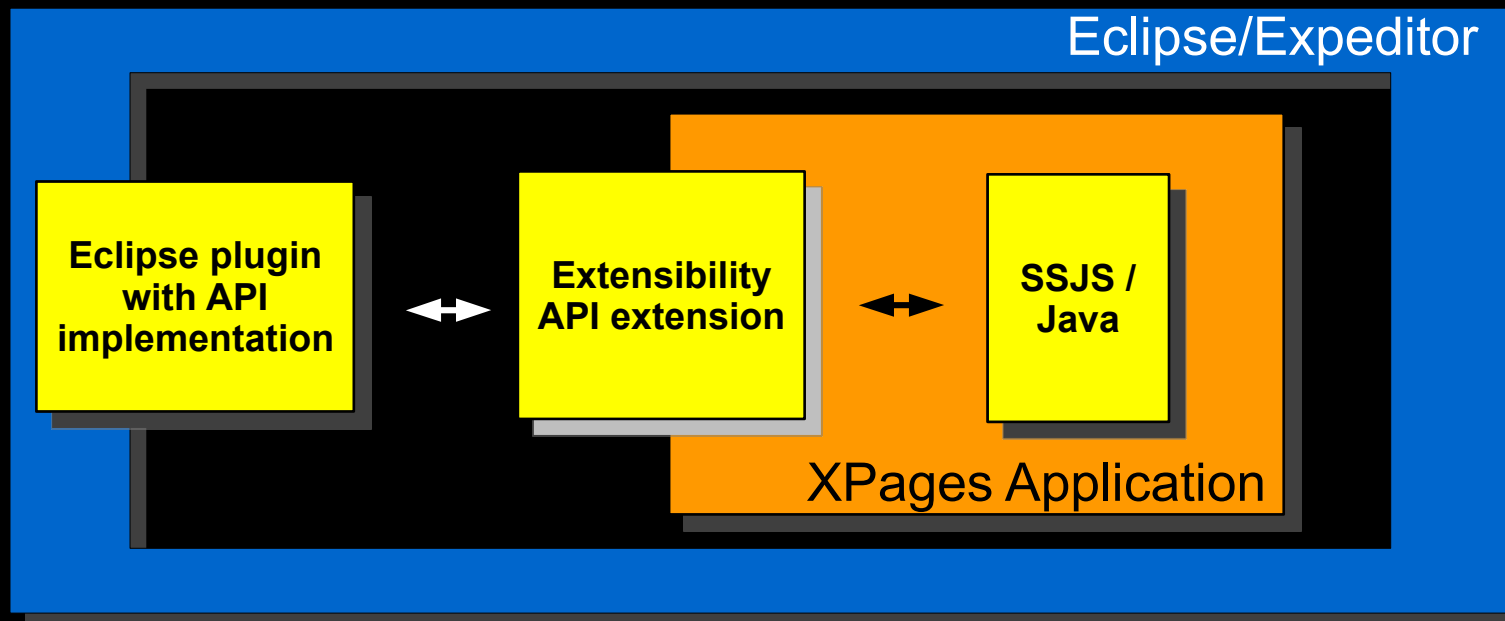 Eclipse/Expeditor
Eclipse plugin
with API
implementation
Extensibility
API extension
SSJS /
Java
XPages Application